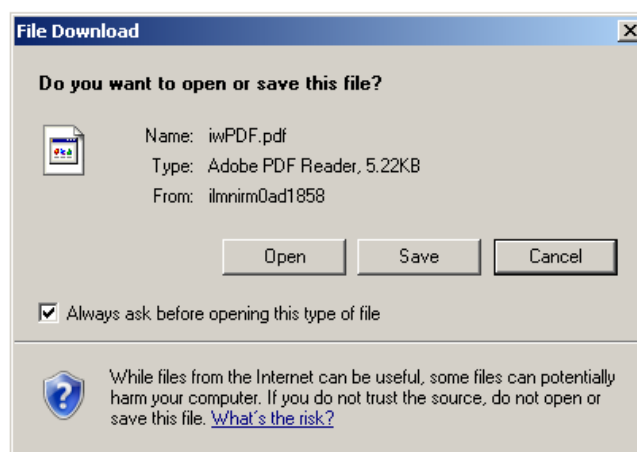 File Download
Do you want to open or save this file?
Name: iwPDF.pdf
Type: Adobe PDF Reader, 5.22KB
From: ilmnirm0ad1858
Open Save Cancel
Always ask before opening this type of file
While files from the Internet can be useful, some files can potentially
harm your computer. If you do not trust the source, do not open or
save this file. What's the risk?